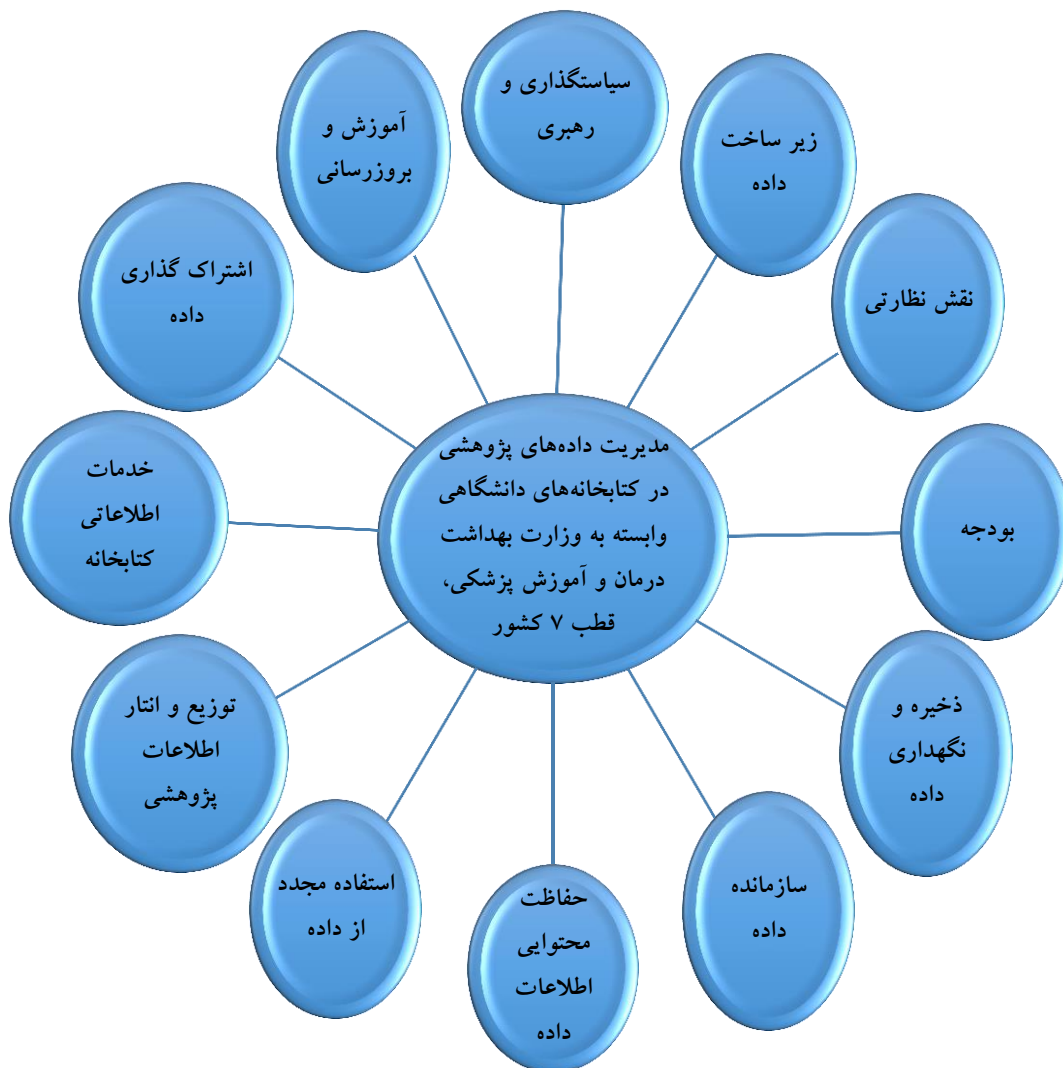 سیاستگذاری و
رهبری
زیر ساخت
داده
نقش نظارتی
بودجه
ذخیره و
نگهداری
داده
سازمانده
داده
حفاظت
محتوایی
اطلاعات
داده
استفاده مجدد
از داده
توزیع و انتار
اطلاعات
پژوهشی
خدمات
اطلاعاتی
کتابخانه
اشتراک گذاری
داده
آموزش و
بروزرسانی
مدیریت داده‌های پژوهشی
در کتابخانه‌های دانشگاهی
وابسته به وزارت بهداشت
درمان و آموزش پزشکی،
قطب ۷ کشور